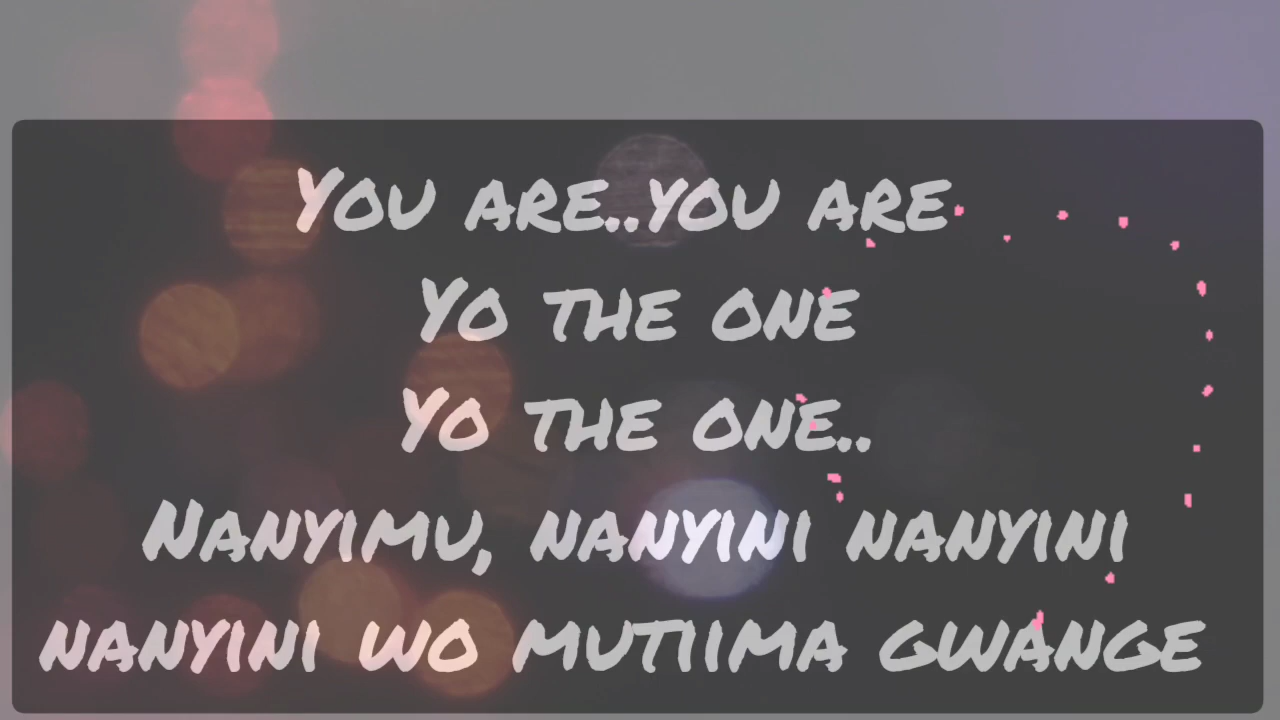 You are..you are
Yo the one
Yo the one..
Nanyimu, nanyini nanyini
nanyini wo mutiima gwange